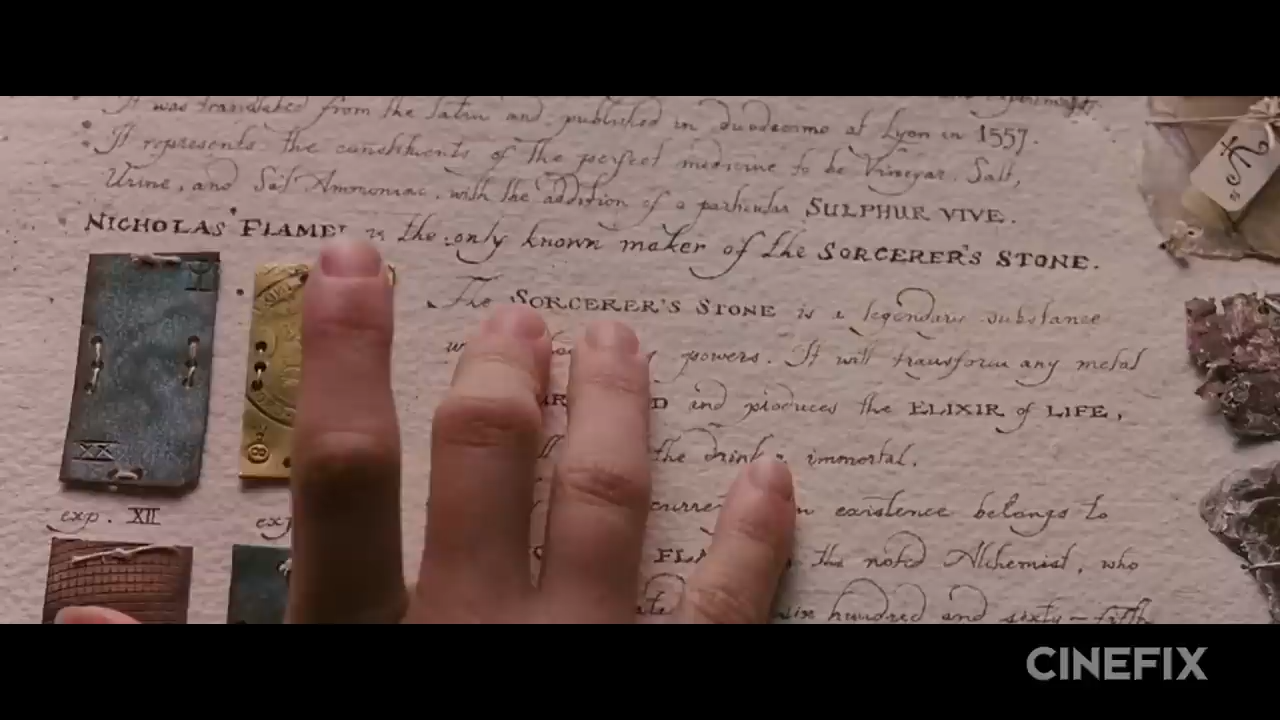 It was translated from the Latin and published in duodecimo at Lyon in 1557.
It represents the constituents of the perfect medicine to be Vinegar, Salt,
Urine, and Sal Ammoniac, with the addition of a particular SULPHUR VIVE.
NICHOLAS FLAMEL is the only known maker of the SORCERER'S STONE.
The SORCERER'S STONE is a legendary substance
powers. It will transform any metal
and produces the ELIXIR of LIFE,
the drinker immortal.
existence belongs to
the noted Alchemist, who
hundred and sixty-fifth
XX
8
exp. XII
CINEFIX